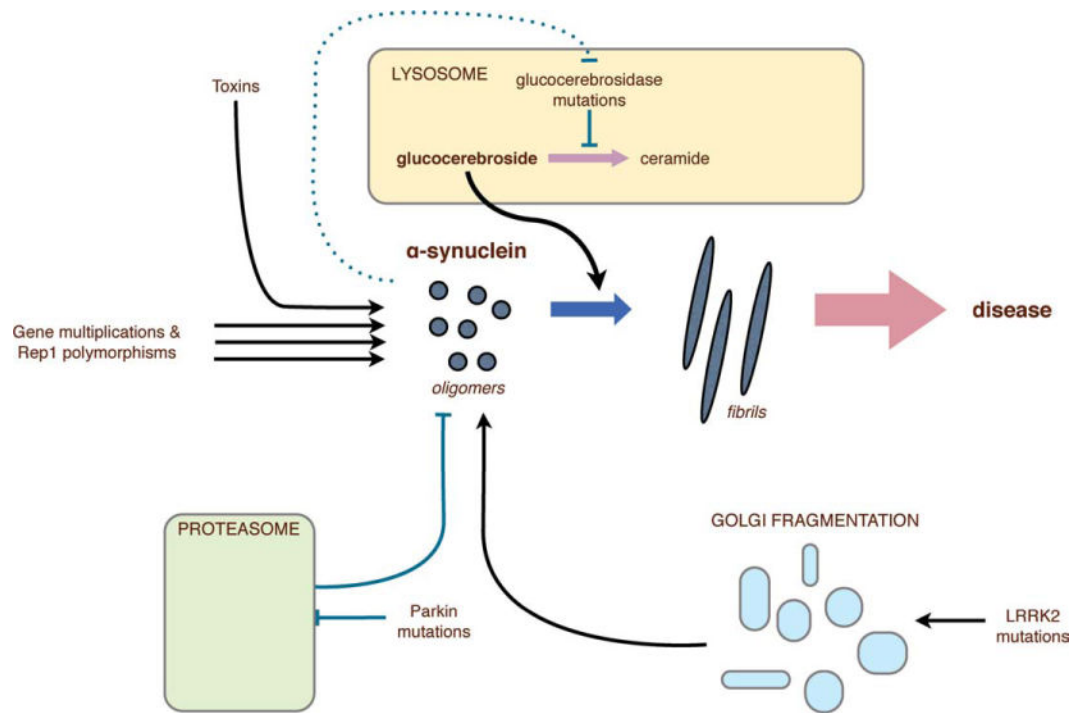 LYSOSOME
glucocerebrosidase
mutations
Toxins
glucocerebroside
ceramide
α-synuclein
Gene multiplications &
Rep1 polymorphisms
disease
oligomers
fibrils
PROTEASOME
GOLGI FRAGMENTATION
Parkin
mutations
LRRK2
mutations